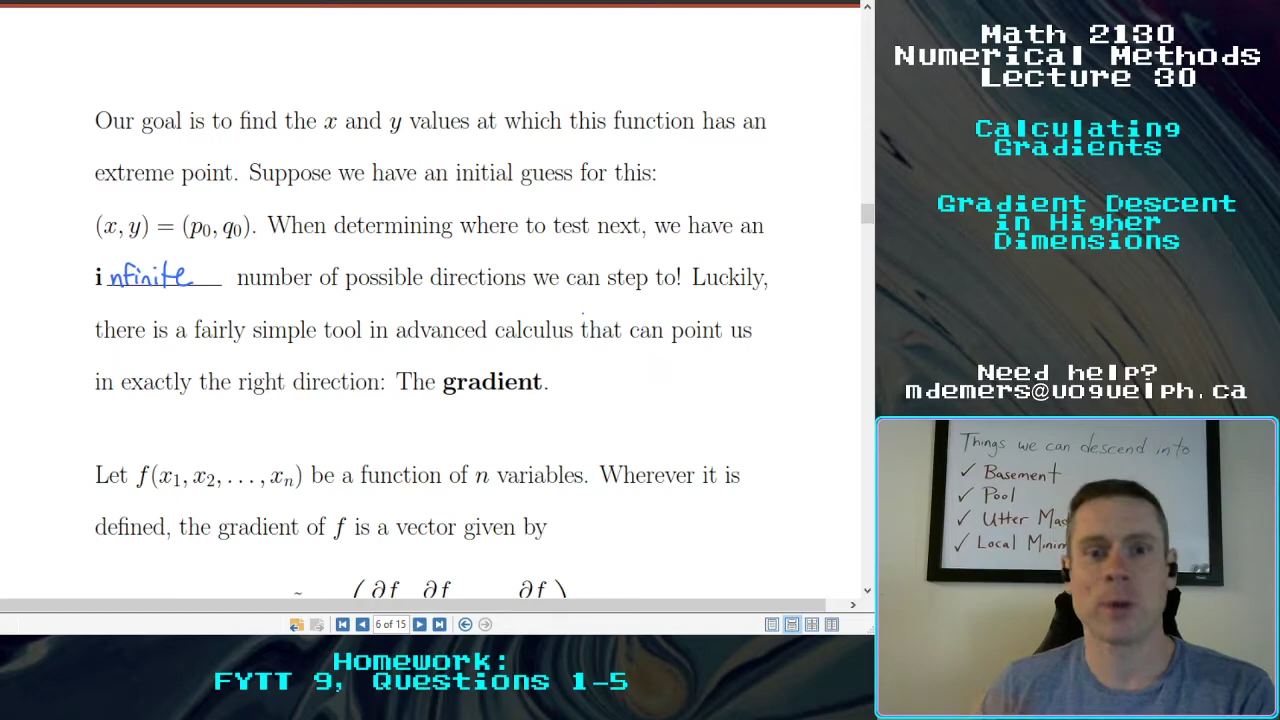 Our goal is to find the x and y values at which this function has an
extreme point. Suppose we have an initial guess for this:
(x, y) = (p₀, q₀). When determining where to test next, we have an
infinite number of possible directions we can step to! Luckily,
there is a fairly simple tool in advanced calculus that can point us
in exactly the right direction: The gradient.
Let f(x₁, x₂, . . . , xₙ) be a function of n variables. Wherever it is
defined, the gradient of f is a vector given by
(∂f ∂f ∂f)
6 of 15
Math 2130
Numerical Methods
Lecture 30
Calculating
Gradients
Gradient Descent
in Higher
Dimensions
Need help?
mdemers@uoguelph.ca
Things we can descend into
✓ Basement
✓ Pool
✓ Utter
✓ Local
Homework:
FYTT 9, Questions 1-5